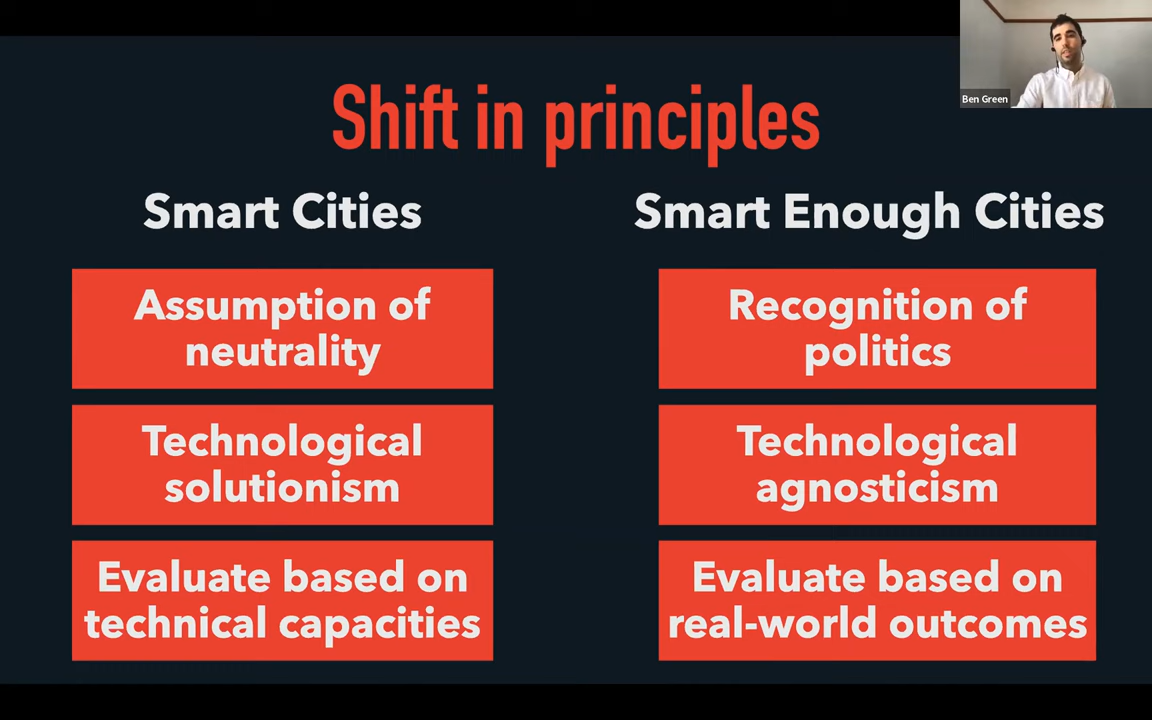 Ben Green
Shift in principles
Smart Cities
Smart Enough Cities
Assumption of
neutrality
Recognition of
politics
Technological
solutionism
Technological
agnosticism
Evaluate based on
technical capacities
Evaluate based on
real-world outcomes